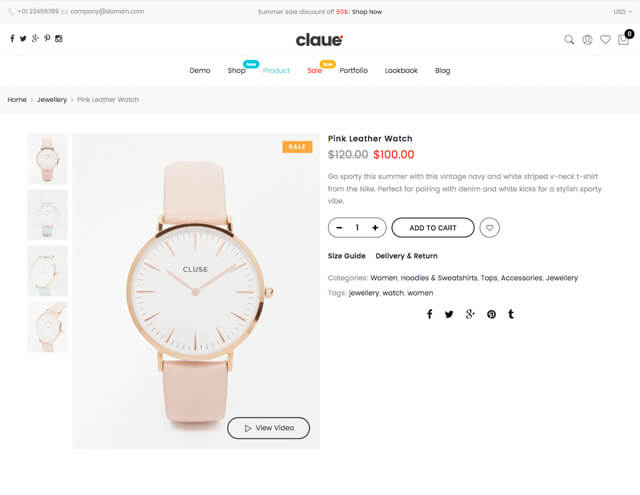 +01 23456789 company@domain.com
Summer sale discount off 50%! Shop Now
USD
claue
0
Demo
Shop
New
Product
Sale
Sale
Portfolio
Lookbook
Blog
Home > Jewellery > Pink Leather Watch
SALE
CLUSE
View Video
Pink Leather Watch
$120.00 $100.00
Go sporty this summer with this vintage navy and white striped v-neck t-shirt
from the Nike. Perfect for pairing with denim and white kicks for a stylish sporty
vibe.
- 1 +
ADD TO CART
Size Guide Delivery & Return
Categories: Women, Hoodies & Sweatshirts, Tops, Accessories, Jewellery
Tags: jewellery, watch, women